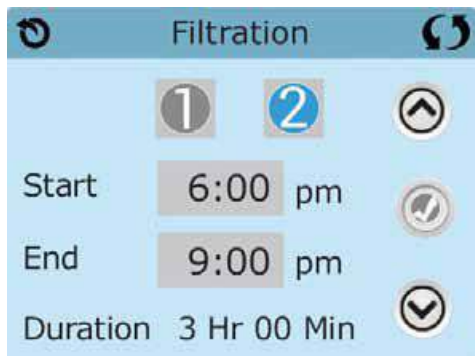 Filtration
1 2
Start 6:00 pm
End 9:00 pm
Duration 3 Hr 00 Min